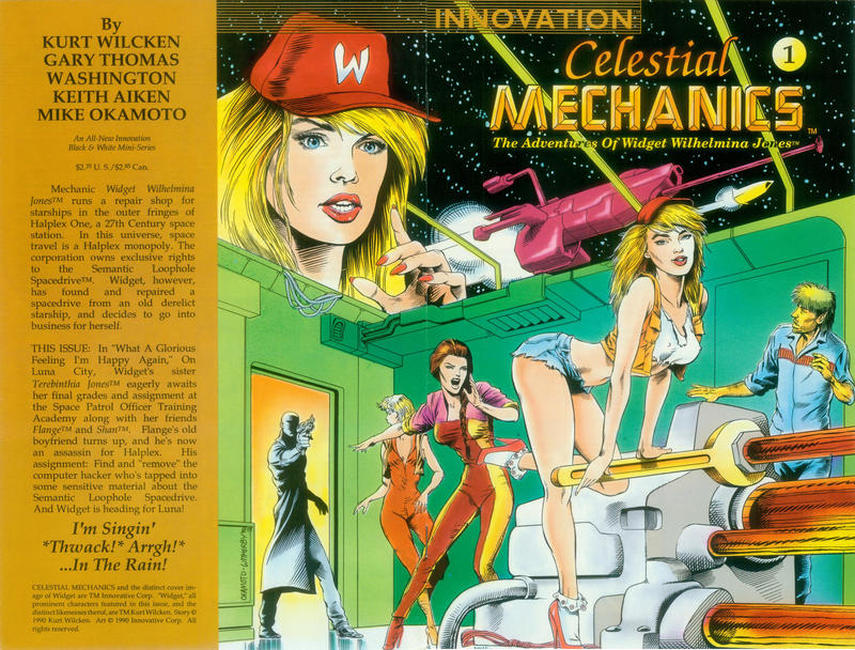 By
KURT WILCKEN
GARY THOMAS
WASHINGTON
KEITH AIKEN
MIKE OKAMOTO
An All-New Innovation
Black & White Mini-Series
Mechanic Widget Wilhelmina
Jones™ runs a repair shop for
starships in the outer fringes of
Halplex One, a 27th Century space
station. In this universe, space
travel is a Halplex monopoly. The
corporation owns exclusive rights
to the Semantic Loophole
Spacedrive™. Widget, however,
has found and repaired a
spacedrive from an old derelict
starship, and decides to go into
business for herself.
THIS ISSUE: In "What A Glorious
Feeling I'm Happy Again," On
Luna City, Widget's sister
Terebinthia Jones™ eagerly awaits
her final grades and assignment at
the Space Patrol Officer Training
Academy along with her friends
Flange™ and Shan™. Flange's old
boyfriend turns up, and he's now
an assassin for Halplex. His
assignment: Find and "remove" the
computer hacker who's tapped into
some sensitive material about the
Semantic Loophole Spacedrive.
And Widget is heading for Luna!
I'm Singin'
*Thwack!* Arrgh!*
...In The Rain!
CELESTIAL MECHANICS and the distinct cover im-
age of Widget are TM Innovative Corp. "Widget," all
prominent characters featured in this issue, and the
distinct likenesses thereof, are TM Kurt Wilcken. Story ©
1990 Kurt Wilcken. Art © 1990 Innovative Corp. All
rights reserved.
INNOVATION
Celestial
1
MECHANICS™
The Adventures Of Widget Wilhelmina Jones™
W